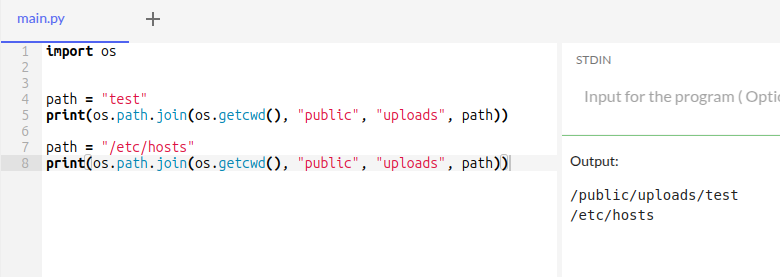 main.py +
1 import os
2
3
4 path = "test"
5 print(os.path.join(os.getcwd(), "public", "uploads", path))
6
7 path = "/etc/hosts"
8 print(os.path.join(os.getcwd(), "public", "uploads", path))
STDIN
Input for the program ( Optio
Output:
/public/uploads/test
/etc/hosts